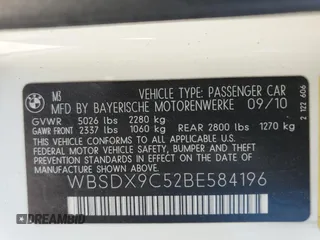 M3
VEHICLE TYPE: PASSENGER CAR
MFD BY BAYERISCHE MOTORENWERKE 09/10
GVWR 5026 lbs 2280 kg
GAWR FRONT 2337 lbs 1060 kg REAR 2800 lbs 1270 kg
THIS VEHICLE CONFORMS TO ALL APPLICABLE
FEDERAL MOTOR VEHICLE SAFETY, BUMPER, AND
THEFT PREVENTION STANDARDS IN EFFECT ON THE
DATE OF MANUFACTURE SHOWN ABOVE.
WBSDX9C52BE584196
2 122 606
DREAMBID